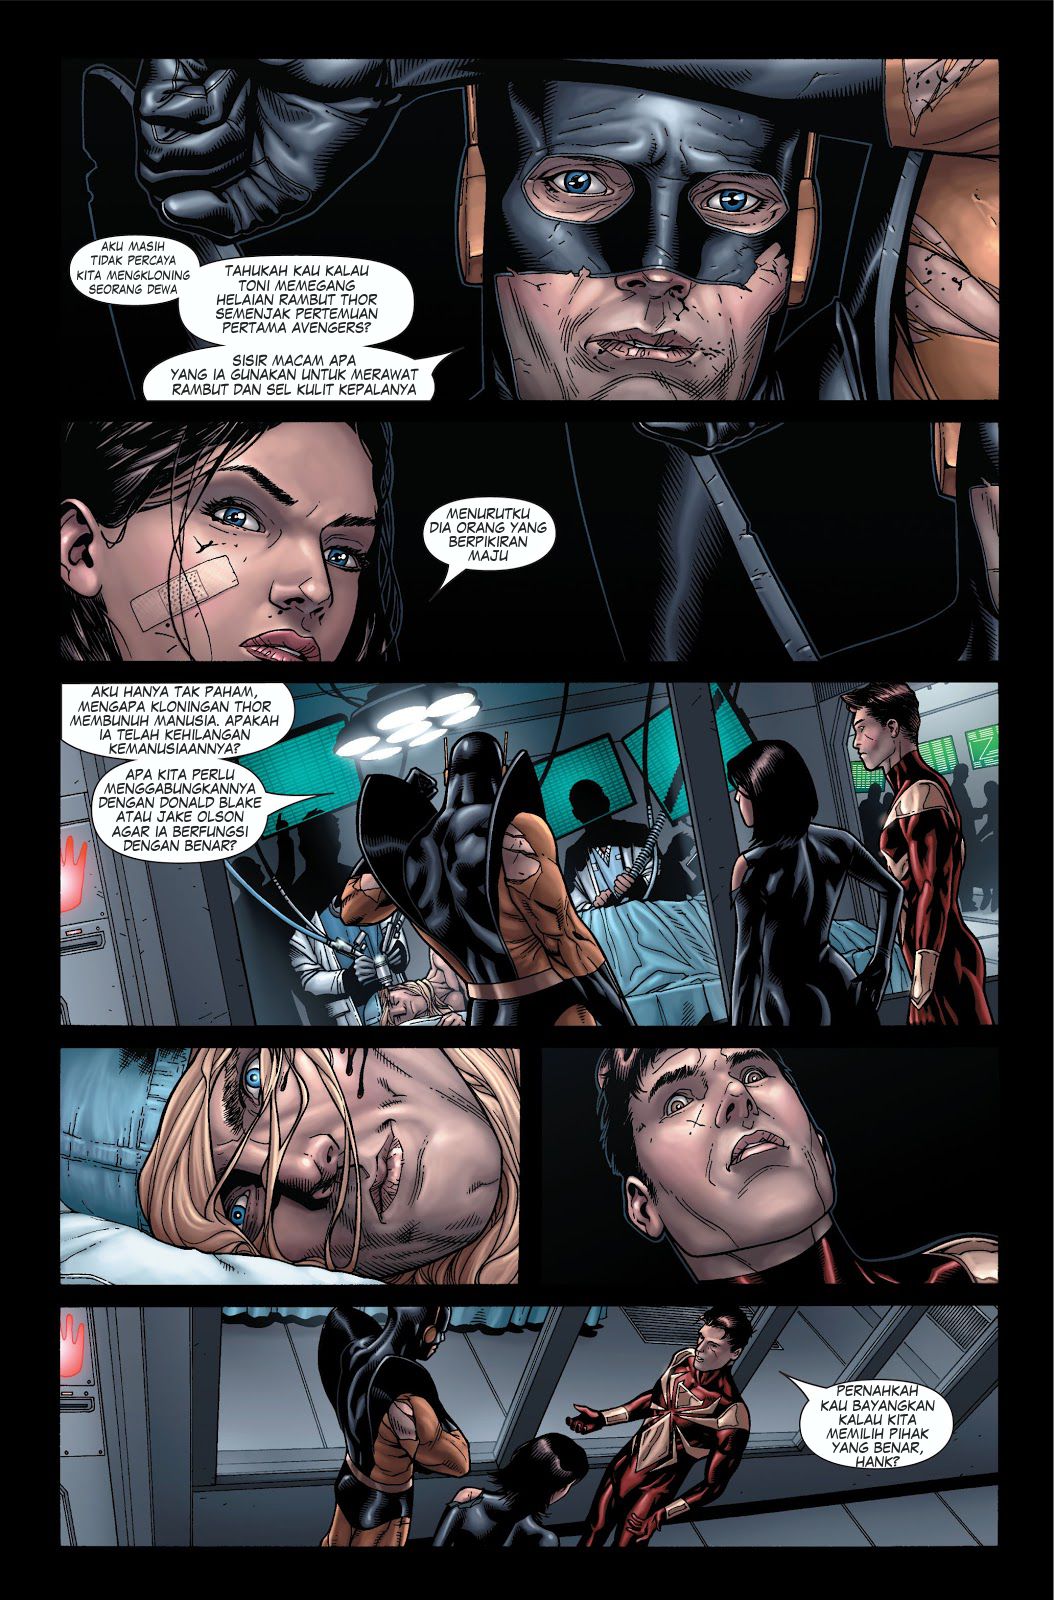 AKU MASIH
TIDAK PERCAYA
KITA MENGKLONING
SEORANG DEWA
TAHUKAH KAU KALAU
TONI MEMEGANG
HELAIAN RAMBUT THOR
SEMENJAK PERTEMUAN
PERTAMA AVENGERS?
SISIR MACAM APA
YANG IA GUNAKAN UNTUK MERAWAT
RAMBUT DAN SEL KULIT KEPALANYA
MENURUTKU
DIA ORANG YANG
BERPIKIRAN
MAJU
AKU HANYA TAK PAHAM,
MENGAPA KLONINGAN THOR
MEMBUNUH MANUSIA. APAKAH
IA TELAH KEHILANGAN
KEMANUSIAANNYA?
APA KITA PERLU
MENGGABUNGKANNYA
DENGAN DONALD BLAKE
ATAU JAKE OLSON
AGAR IA BERFUNGSI
DENGAN BENAR?
PERNAHKAH
KAU BAYANGKAN
KALAU KITA
MEMILIH PIHAK
YANG BENAR,
HANK?